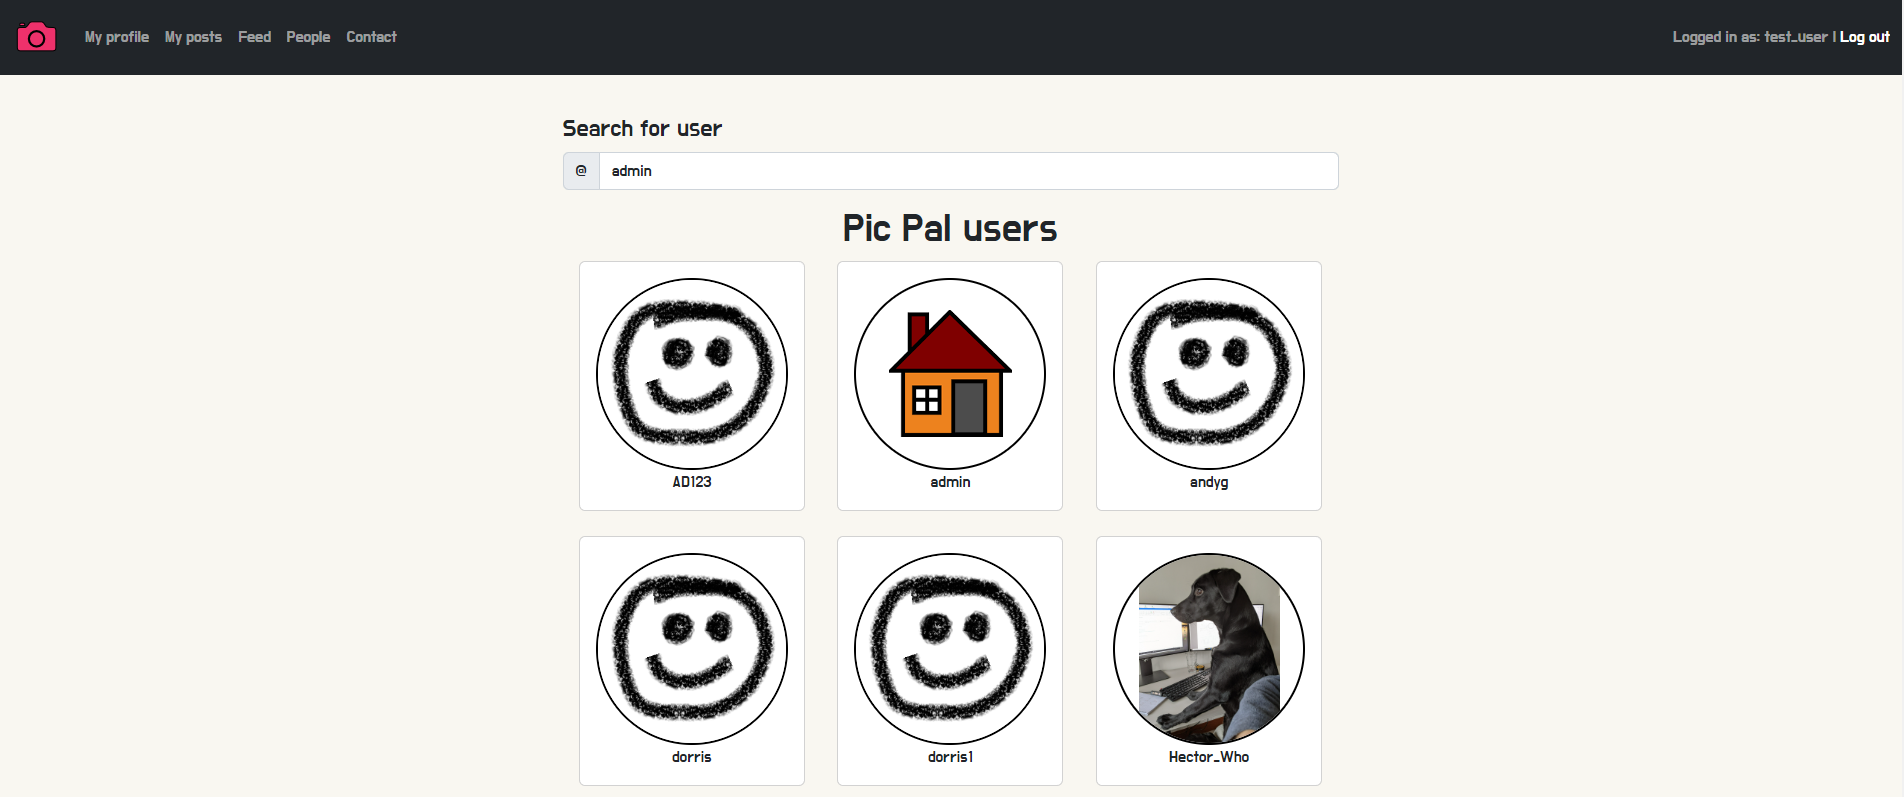 My profile My posts Feed People Contact Logged in as: test_user | Log out
Search for user
@ admin
Pic Pal users
AD123 admin andyg
dorris dorris1 Hector_Who